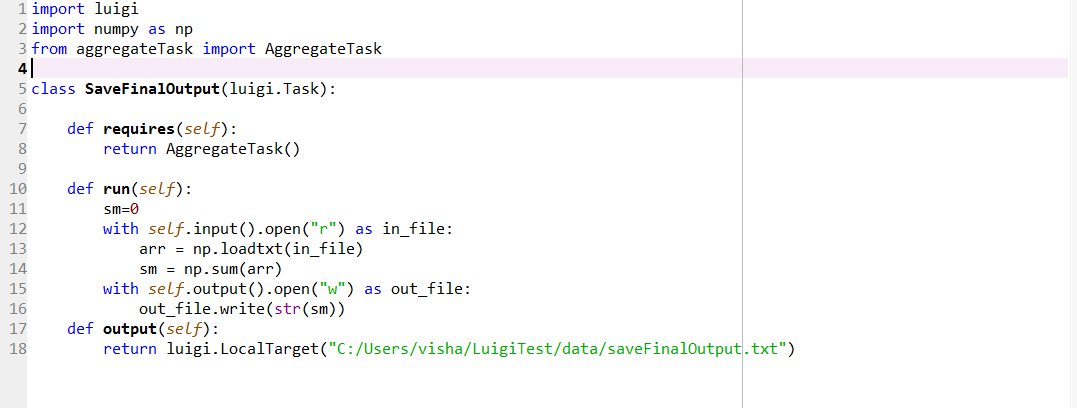 1 import luigi
2 import numpy as np
3 from aggregateTask import AggregateTask
4
5 class SaveFinalOutput(luigi.Task):
6
7     def requires(self):
8         return AggregateTask()
9
10     def run(self):
11         sm=0
12         with self.input().open("r") as in_file:
13             arr = np.loadtxt(in_file)
14             sm = np.sum(arr)
15         with self.output().open("w") as out_file:
16             out_file.write(str(sm))
17     def output(self):
18         return luigi.LocalTarget("C:/Users/visha/LuigiTest/data/saveFinalOutput.txt")